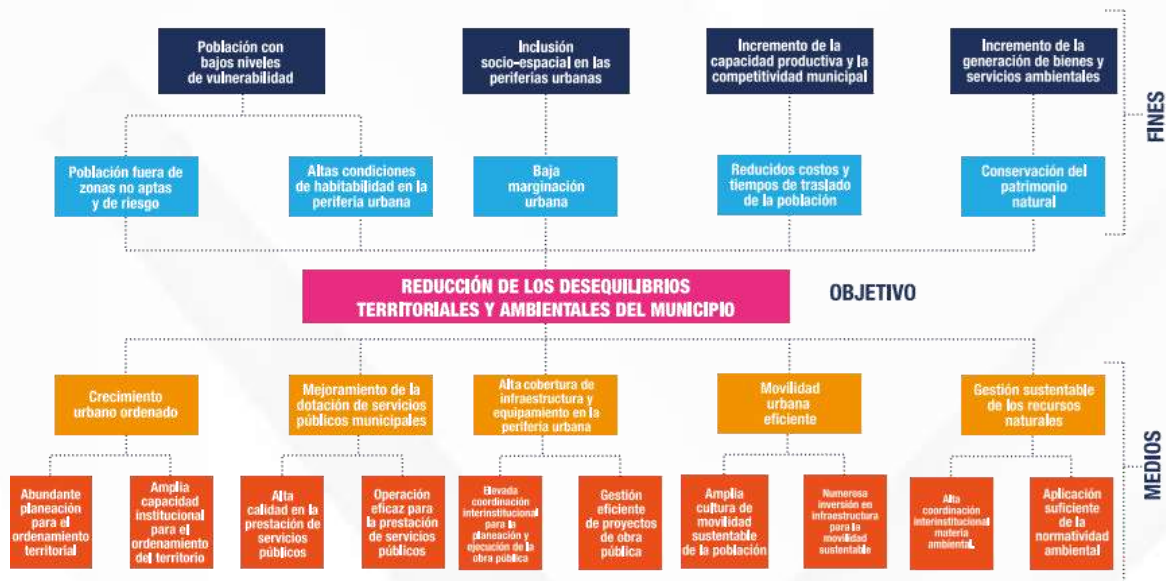 Población con
bajos niveles
de vulnerabilidad
Inclusión
socio-espacial en las
periferias urbanas
Incremento de la
capacidad productiva y la
competitividad municipal
Incremento de la
generación de bienes y
servicios ambientales
FINES
Población fuera de
zonas no aptas
y de riesgo
Altas condiciones
de habitabilidad en la
periferia urbana
Baja
marginación
urbana
Reducidos costos y
tiempos de traslado
de la población
Conservación del
patrimonio
natural
REDUCCIÓN DE LOS DESEQUILIBRIOS
TERRITORIALES Y AMBIENTALES DEL MUNICIPIO
OBJETIVO
Crecimiento
urbano ordenado
Mejoramiento de la
dotación de servicios
públicos municipales
Alta cobertura de
infraestructura y
equipamiento en la
periferia urbana
Movilidad
urbana
eficiente
Gestión sustentable
de los recursos
naturales
MEDIOS
Abundante
planeación
para el
ordenamiento
territorial
Amplia
capacidad
institucional
para el
ordenamiento
del territorio
Alta
calidad en la
prestación de
servicios
públicos
Operación
eficaz para
la prestación
de servicios
públicos
Elevada
coordinación
interinstitucional
para la
planeación y
ejecución de la
obra pública
Gestión
eficiente
de proyectos
de obra
pública
Amplia
cultura de
movilidad
sustentable
de la población
Numerosa
inversión en
infraestructura
para la
movilidad
sustentable
Alta
coordinación
interinstitucional
materia
ambiental.
Aplicación
suficiente
de la
normatividad
ambiental